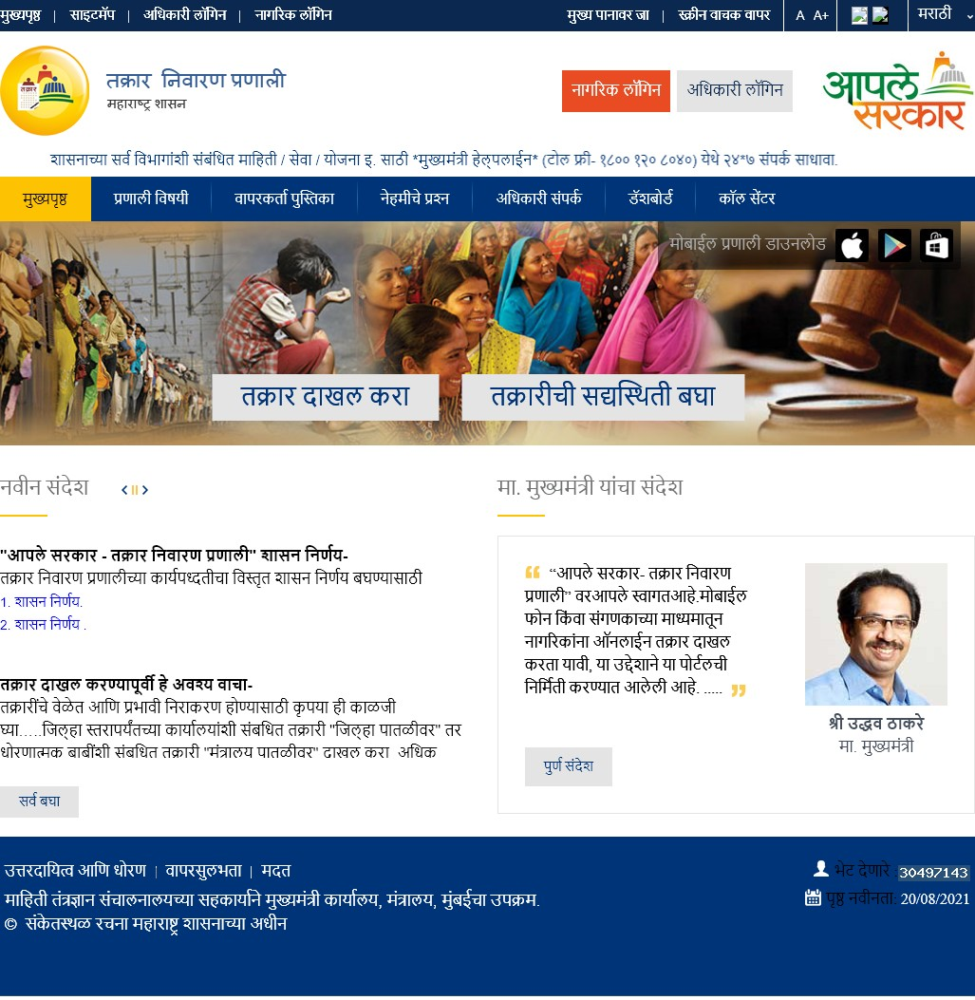 मुख्यपृष्ठ | साइटमॅप | अधिकारी लॉगिन | नागरिक लॉगिन
मुख्य पानावर जा | स्क्रीन वाचक वापर
A A+
मराठी
तक्रार निवारण प्रणाली
महाराष्ट्र शासन
नागरिक लॉगिन
अधिकारी लॉगिन
आपले
सरकार
शासनाच्या सर्व विभागांशी संबंधित माहिती / सेवा / योजना इ. साठी *मुख्यमंत्री हेल्पलाईन* (टोल फ्री- १८०० १२० ८०४०) येथे २४*७ संपर्क साधावा.
मुख्यपृष्ठ
प्रणाली विषयी
वापरकर्ता पुस्तिका
नेहमीचे प्रश्न
अधिकारी संपर्क
डॅशबोर्ड
कॉल सेंटर
मोबाईल प्रणाली डाउनलोड
तक्रार दाखल करा
तक्रारीची सद्यस्थिती बघा
नवीन संदेश
"आपले सरकार - तक्रार निवारण प्रणाली" शासन निर्णय-
तक्रार निवारण प्रणालीच्या कार्यपध्दतीचा विस्तृत शासन निर्णय बघण्यासाठी
1. शासन निर्णय.
2. शासन निर्णय .
तक्रार दाखल करण्यापूर्वी हे अवश्य वाचा-
तक्रारींचे वेळेत आणि प्रभावी निराकरण होण्यासाठी कृपया ही काळजी
घ्या.....जिल्हा स्तरापर्यंतच्या कार्यालयांशी संबधित तक्रारी "जिल्हा पातळीवर" तर
धोरणात्मक बाबींशी संबधित तक्रारी "मंत्रालय पातळीवर" दाखल करा अधिक
सर्व बघा
मा. मुख्यमंत्री यांचा संदेश
“आपले सरकार- तक्रार निवारण
प्रणाली” वरआपले स्वागतआहे.मोबाईल
फोन किंवा संगणकाच्या माध्यमातून
नागरिकांना ऑनलाईन तक्रार दाखल
करता यावी, या उद्देशाने या पोर्टलची
निर्मिती करण्यात आलेली आहे. .....
पुर्ण संदेश
श्री उद्धव ठाकरे
मा. मुख्यमंत्री
उत्तरदायित्व आणि धोरण | वापरसुलभता | मदत
माहिती तंत्रज्ञान संचालनालयच्या सहकार्याने मुख्यमंत्री कार्यालय, मंत्रालय, मुंबईचा उपक्रम.
© संकेतस्थळ रचना महाराष्ट्र शासनाच्या अधीन
भेट देणारे : 30497143
पृष्ठ नवीनता: 20/08/2021